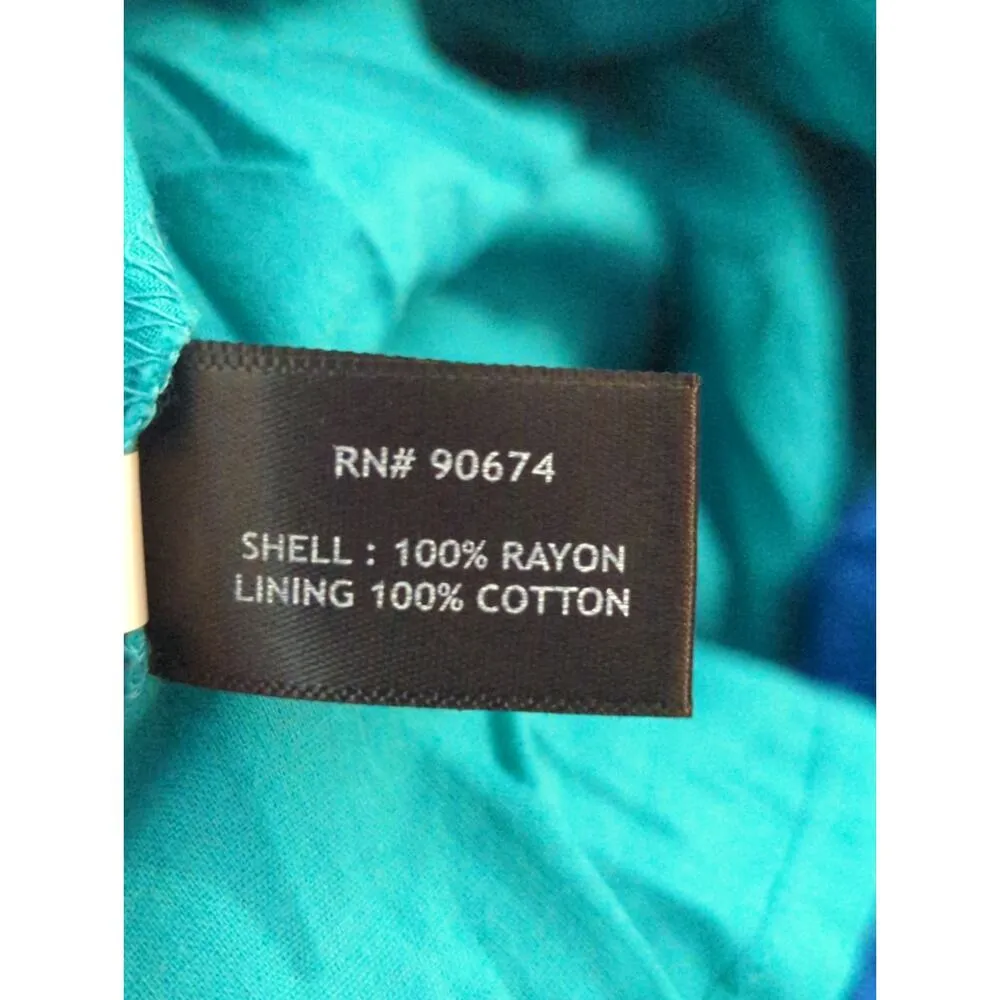 RN# 90674
SHELL : 100% RAYON
LINING 100% COTTON